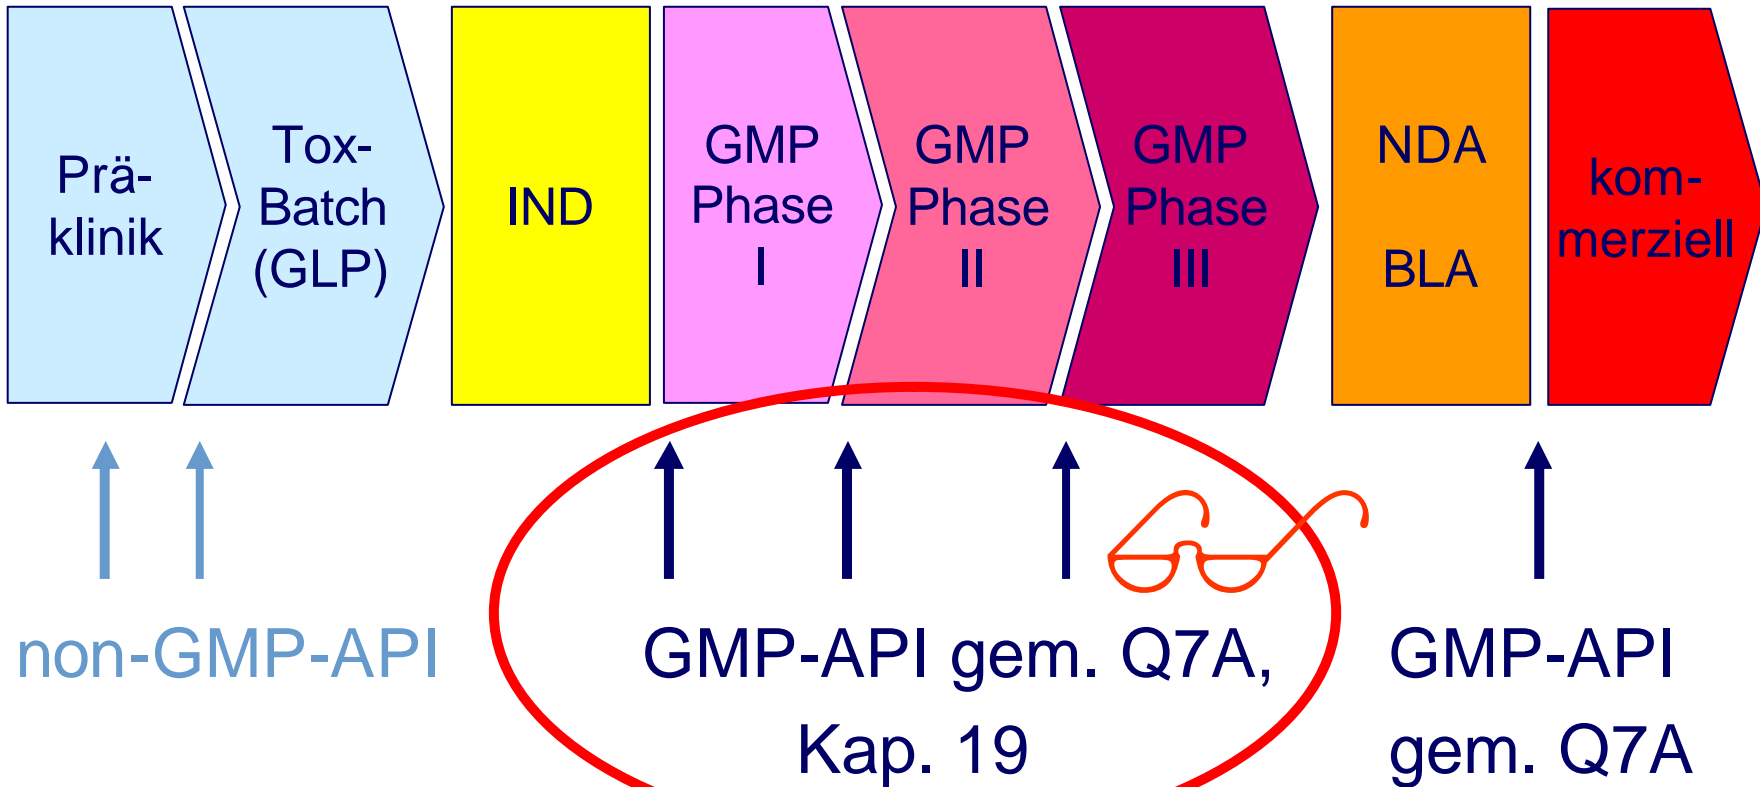 Prä-
klinik
Tox-
Batch
(GLP)
IND
GMP
Phase
I
GMP
Phase
II
GMP
Phase
III
NDA
BLA
kom-
merziell
non-GMP-API
GMP-API gem. Q7A,
Kap. 19
GMP-API
gem. Q7A